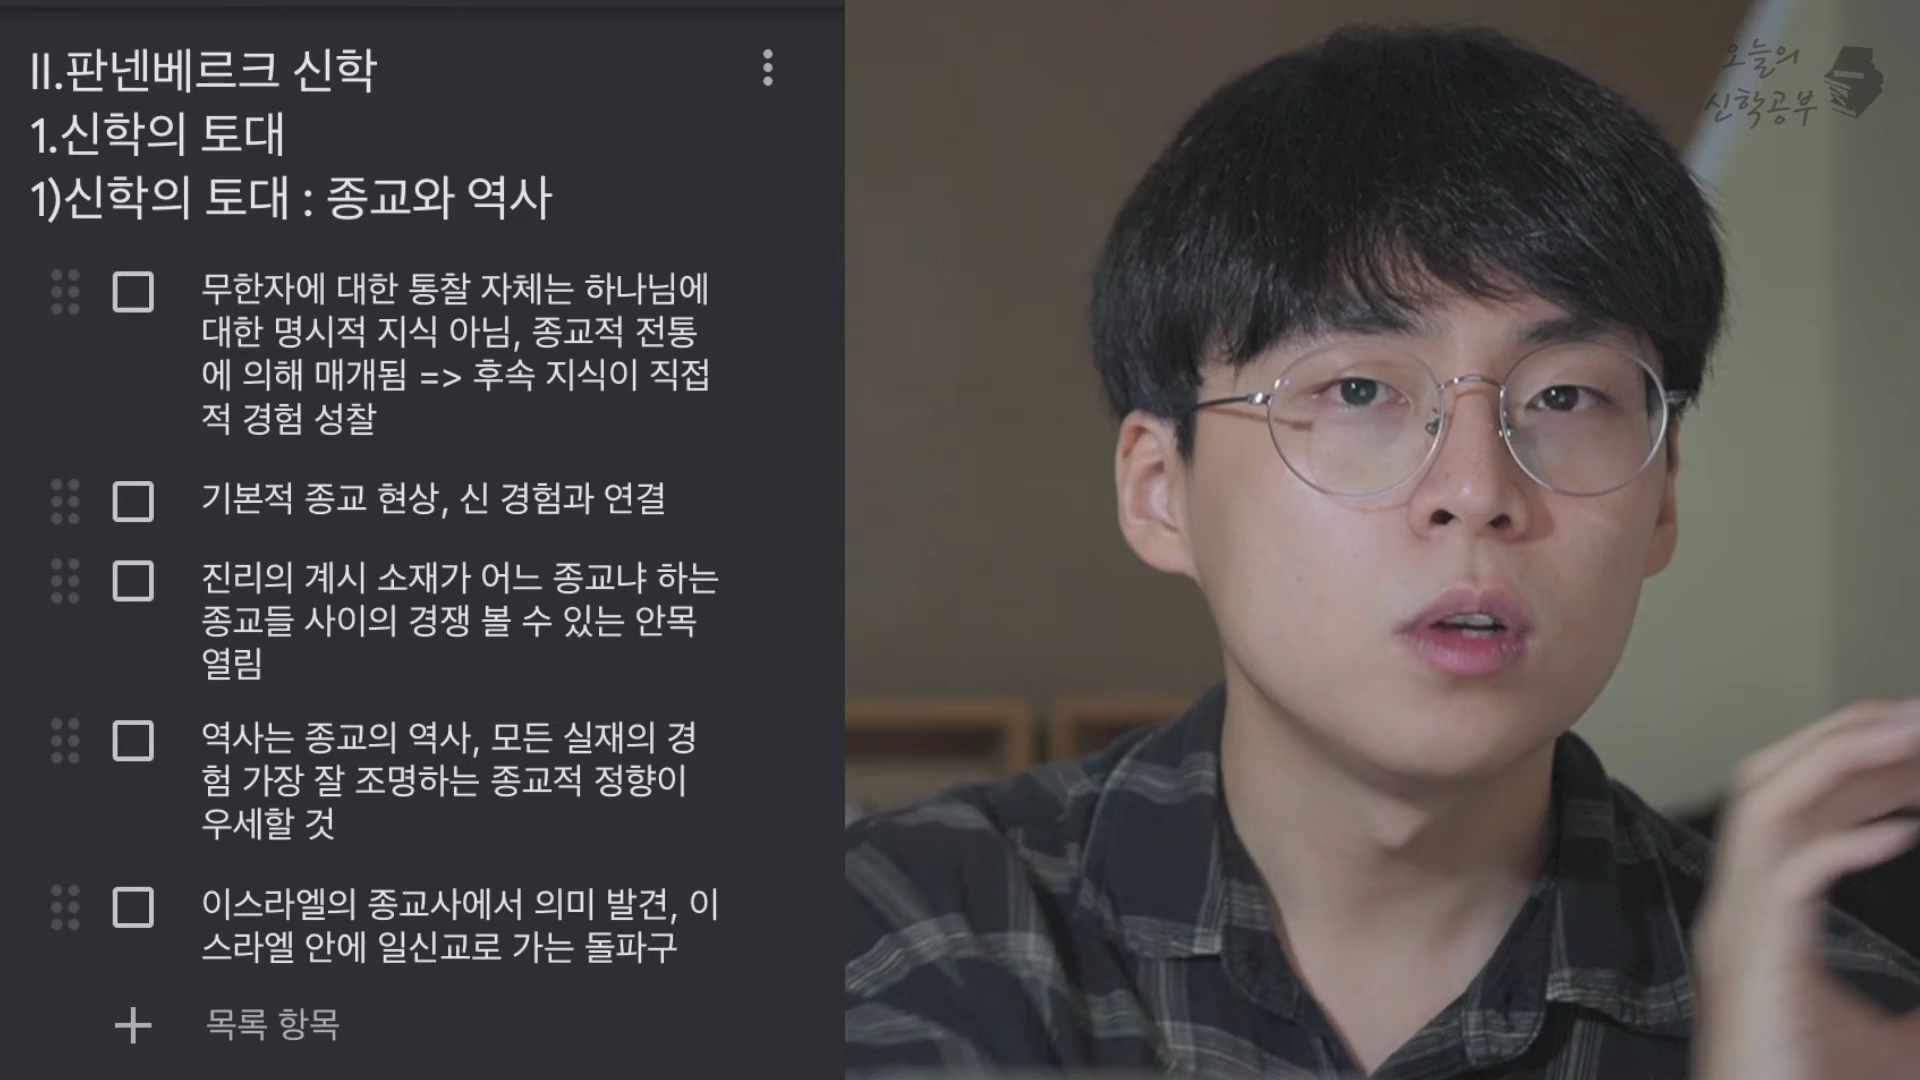 II.판넨베르크 신학
1.신학의 토대
1)신학의 토대 : 종교와 역사
무한자에 대한 통찰 자체는 하나님에
대한 명시적 지식 아님, 종교적 전통
에 의해 매개됨 => 후속 지식이 직접
적 경험 성찰
기본적 종교 현상, 신 경험과 연결
진리의 계시 소재가 어느 종교냐 하는
종교들 사이의 경쟁 볼 수 있는 안목
열림
역사는 종교의 역사, 모든 실재의 경
험 가장 잘 조명하는 종교적 정향이
우세할 것
이스라엘의 종교사에서 의미 발견, 이
스라엘 안에 일신교로 가는 돌파구
목록 항목
오늘의
신학공부